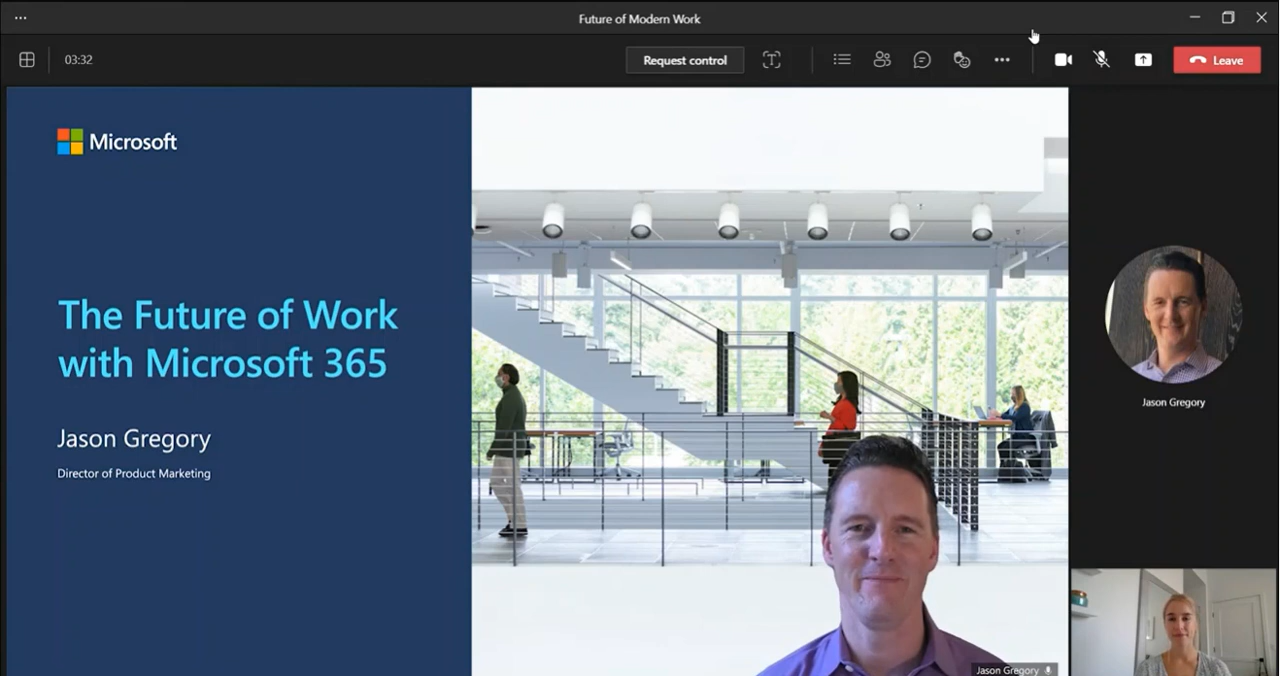 Future of Modern Work
03:32
Request control
Leave
Microsoft
The Future of Work
with Microsoft 365
Jason Gregory
Director of Product Marketing
Jason Gregory
Jason Gregory